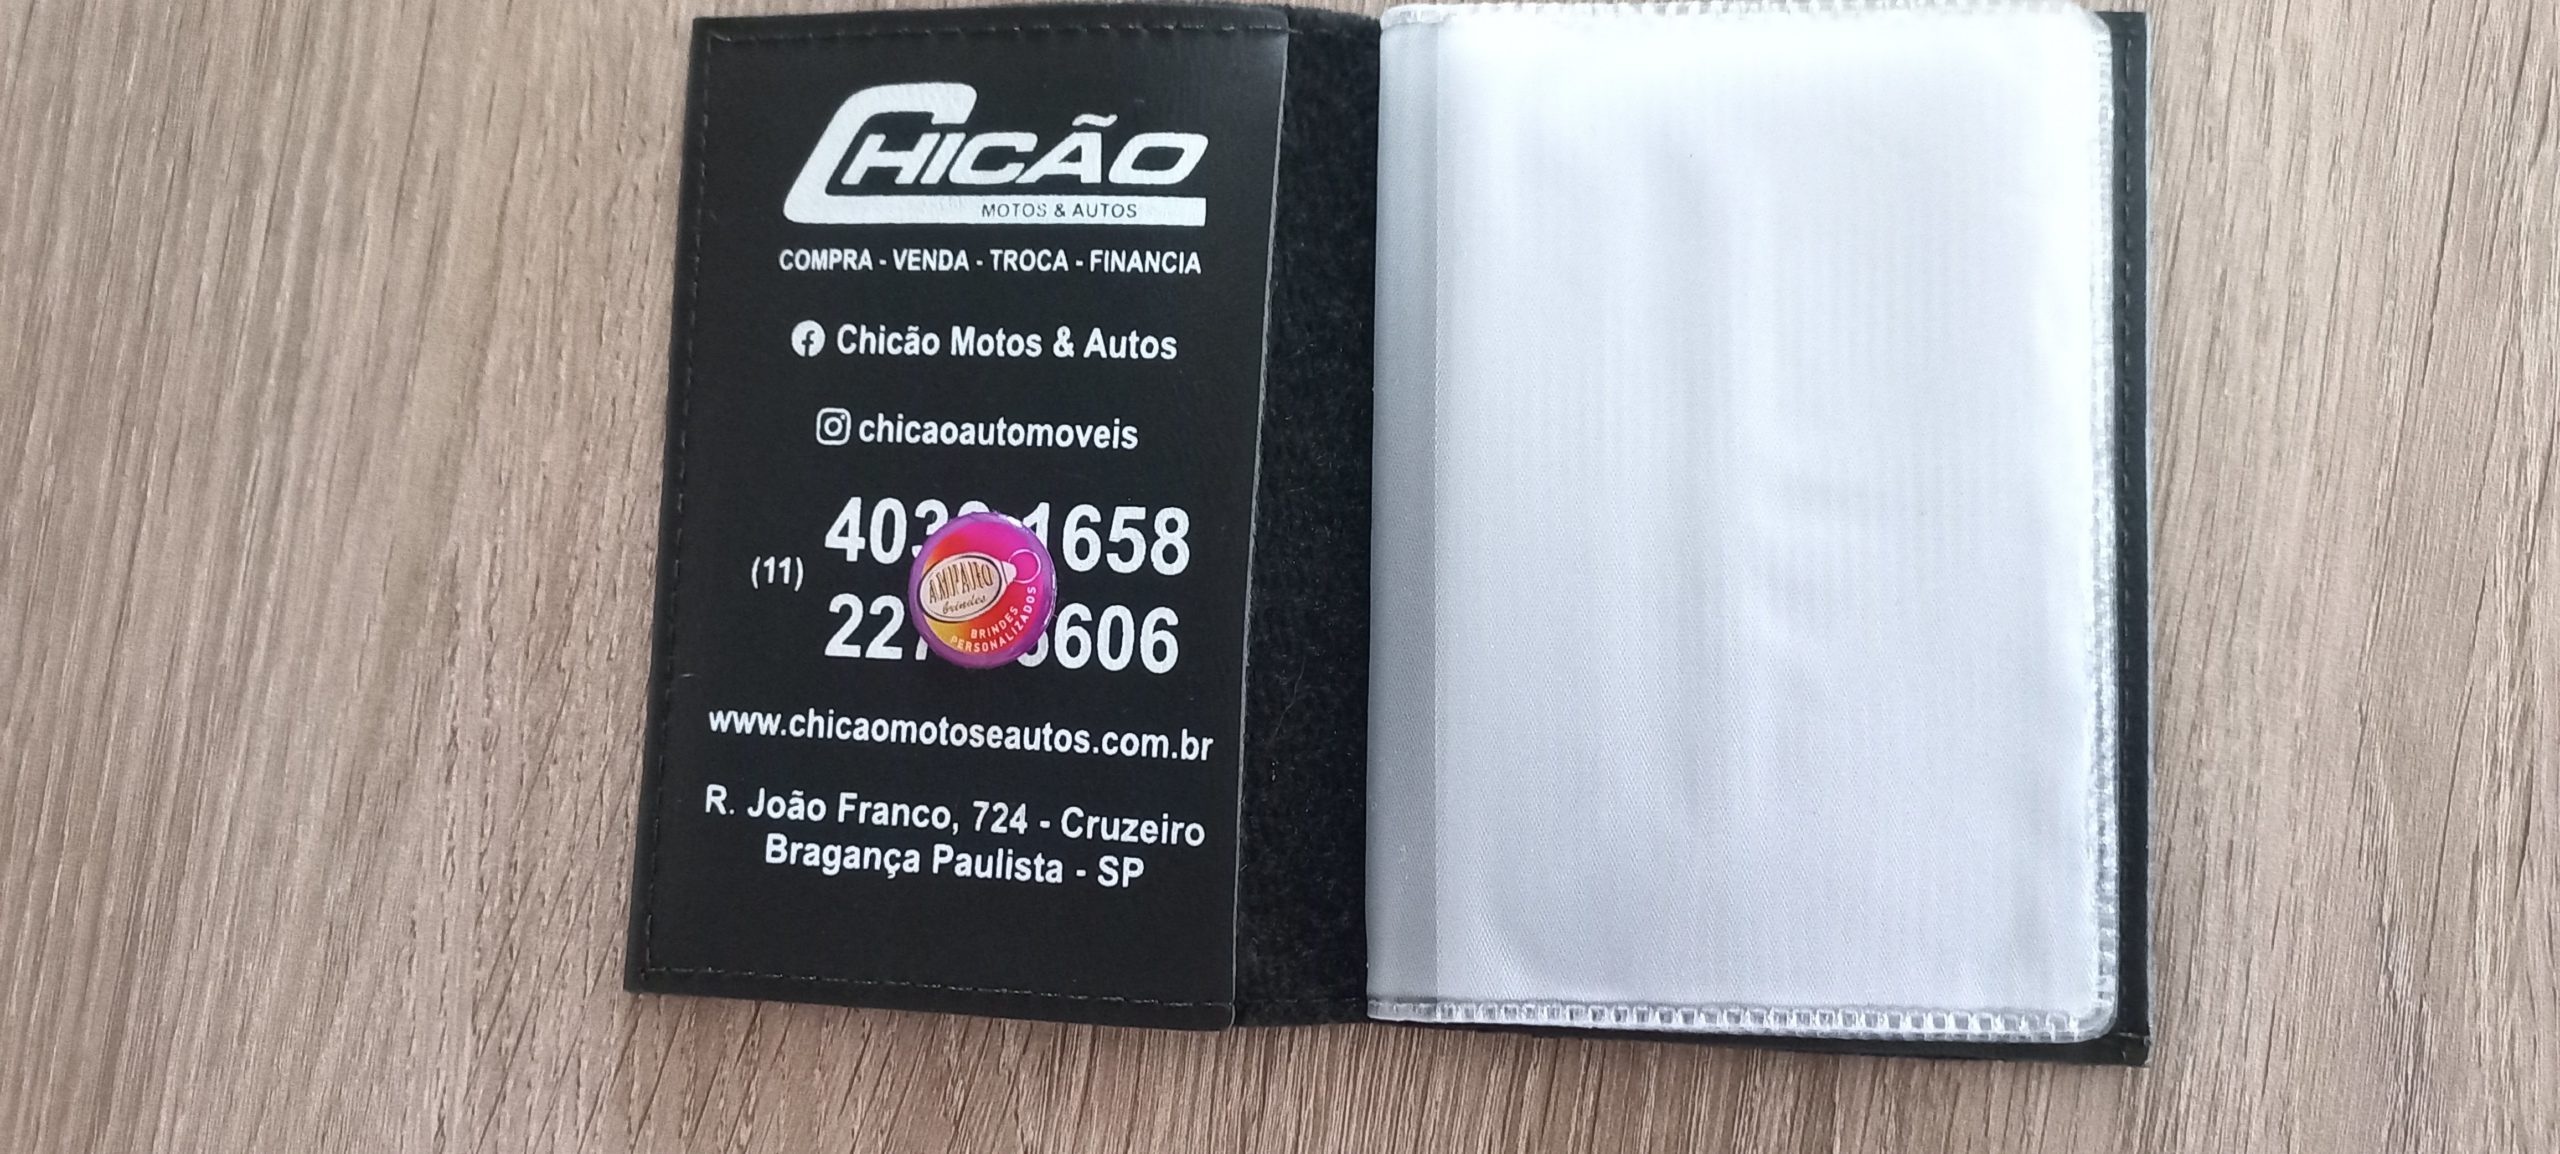 CHICÃO
MOTOS & AUTOS
COMPRA - VENDA - TROCA - FINANCIA
Chicão Motos & Autos
chicaoautomoveis
(11)
www.chicaomotoseautos.com.br
R. João Franco, 724 - Cruzeiro
Bragança Paulista - SP
AMPARO
brindes
BRINDES
PERSONALIZADOS